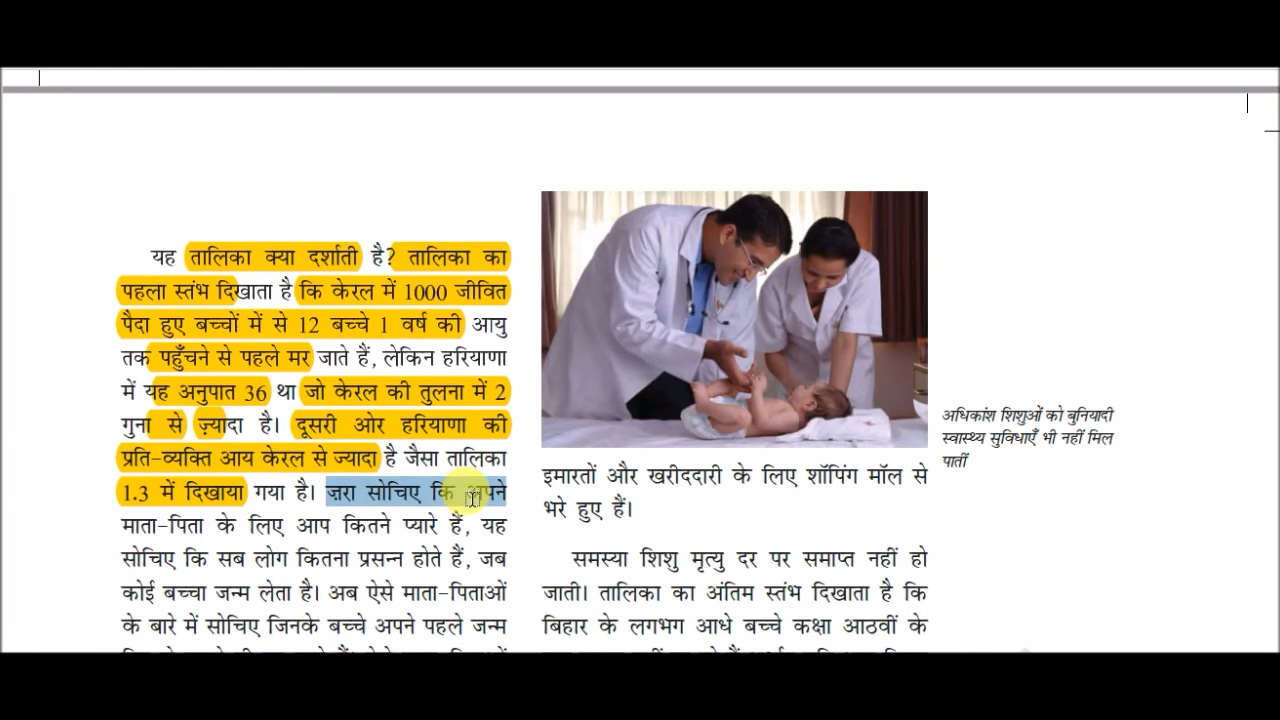 यह तालिका क्या दर्शाती है? तालिका का
पहला स्तंभ दिखाता है कि केरल में 1000 जीवित
पैदा हुए बच्चों में से 12 बच्चे 1 वर्ष की आयु
तक पहुँचने से पहले मर जाते हैं, लेकिन हरियाणा
में यह अनुपात 36 था जो केरल की तुलना में 2
गुना से ज़्यादा है। दूसरी ओर हरियाणा की
प्रति-व्यक्ति आय केरल से ज्यादा है जैसा तालिका
1.3 में दिखाया गया है। ज़रा सोचिए कि अपने
माता-पिता के लिए आप कितने प्यारे हैं, यह
सोचिए कि सब लोग कितना प्रसन्न होते हैं, जब
कोई बच्चा जन्म लेता है। अब ऐसे माता-पिताओं
के बारे में सोचिए जिनके बच्चे अपने पहले जन्म
इमारतों और खरीददारी के लिए शॉपिंग मॉल से
भरे हुए हैं।
समस्या शिशु मृत्यु दर पर समाप्त नहीं हो
जाती। तालिका का अंतिम स्तंभ दिखाता है कि
बिहार के लगभग आधे बच्चे कक्षा आठवीं के
अधिकांश शिशुओं को बुनियादी
स्वास्थ्य सुविधाएँ भी नहीं मिल
पातीं